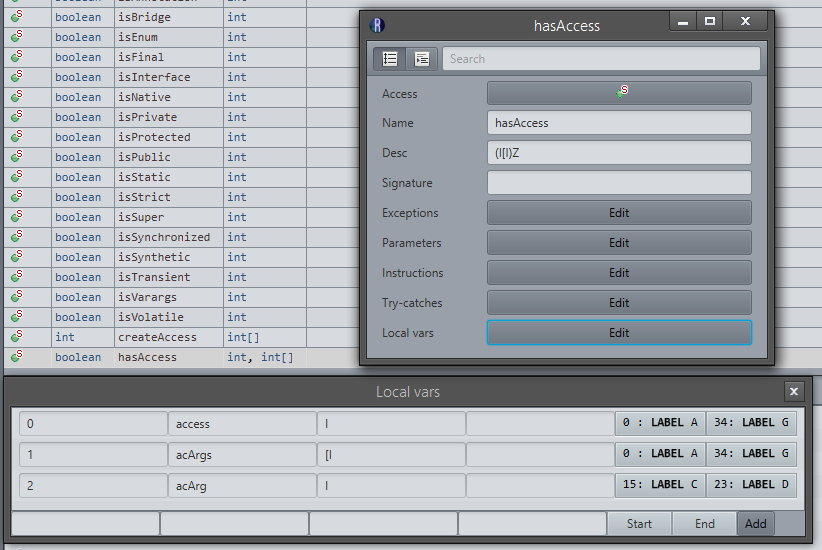 boolean isAnnotation int
boolean isBridge int
boolean isEnum int
boolean isFinal int
boolean isInterface int
boolean isNative int
boolean isPrivate int
boolean isProtected int
boolean isPublic int
boolean isStatic int
boolean isStrict int
boolean isSuper int
boolean isSynchronized int
boolean isSynthetic int
boolean isTransient int
boolean isVarargs int
boolean isVolatile int
int createAccess int[]
boolean hasAccess int, int[]
R hasAccess
Search
Access S
Name hasAccess
Desc (I[I)Z
Signature
Exceptions Edit
Parameters Edit
Instructions Edit
Try-catches Edit
Local vars Edit
Local vars X
0 access I 0 : LABEL A 34: LABEL G
1 acArgs [I 0 : LABEL A 34: LABEL G
2 acArg I 15: LABEL C 23: LABEL D
Start End Add